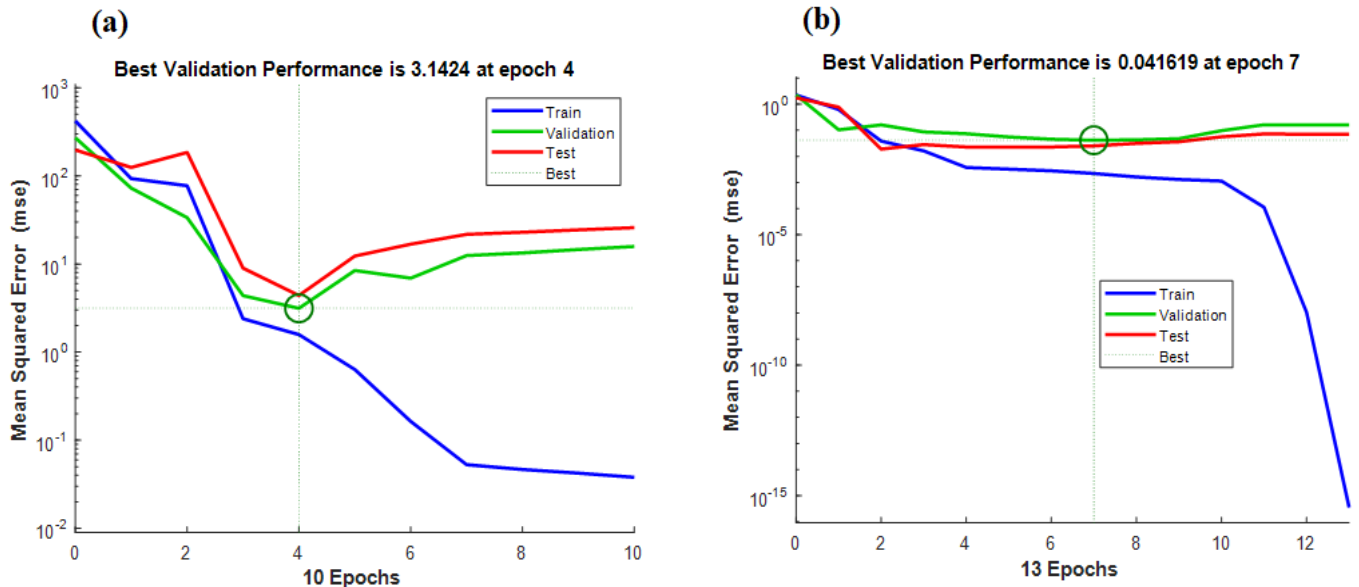 (a)
Best Validation Performance is 3.1424 at epoch 4
10^3
10^2
10^1
10^0
10^-1
10^-2
Mean Squared Error (mse)
Train
Validation
Test
Best
0 2 4 6 8 10
10 Epochs
(b)
Best Validation Performance is 0.041619 at epoch 7
10^0
10^-5
10^-10
10^-15
Mean Squared Error (mse)
Train
Validation
Test
Best
0 2 4 6 8 10 12
13 Epochs